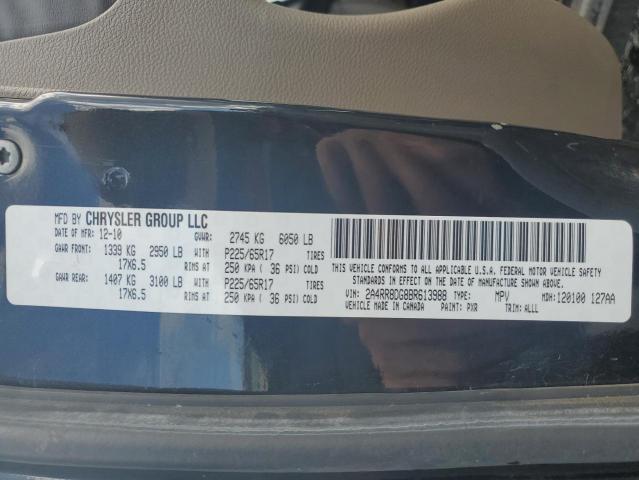 MFD BY CHRYSLER GROUP LLC
DATE OF MFR: 12-10 GVWR: 2745 KG 6050 LB
GAWR FRONT: 1339 KG 2950 LB WITH P225/65R17 TIRES
17X6.5 RIMS AT 250 KPA ( 36 PSI) COLD
GAWR REAR: 1407 KG 3100 LB WITH P225/65R17 TIRES
17X6.5 RIMS AT 250 KPA ( 36 PSI) COLD
THIS VEHICLE CONFORMS TO ALL APPLICABLE U.S.A. FEDERAL MOTOR VEHICLE SAFETY
STANDARDS IN EFFECT ON THE DATE OF MANUFACTURE SHOWN ABOVE.
VIN: 2A4RR8DG8BR613988 TYPE: MPV MDH: 120100 127AA
VEHICLE MADE IN CANADA PAINT: PXR TRIM: ALLL